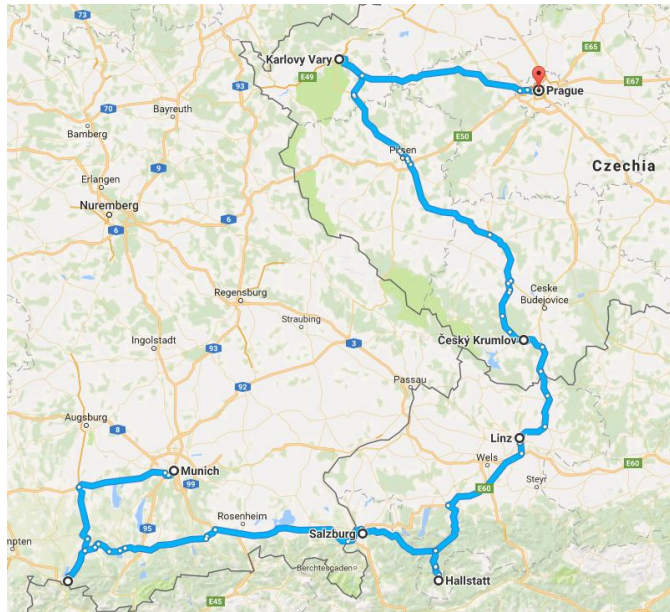 73
Karlovy Vary
E65
E49
Prague
E67
93
70
Bayreuth
Bamberg
E50
Pilsen
Czechia
9
Erlangen
Nuremberg
6
6
Regensburg
Ceske
Budejovice
Straubing
Ingolstadt
93
3
Český Krumlov
92
Passau
Augsburg
8
Linz
Munich
Wels
E60
99
Steyr
E60
95
Rosenheim
Salzburg
mpten
Berchtesgaden
Hallstatt
E45